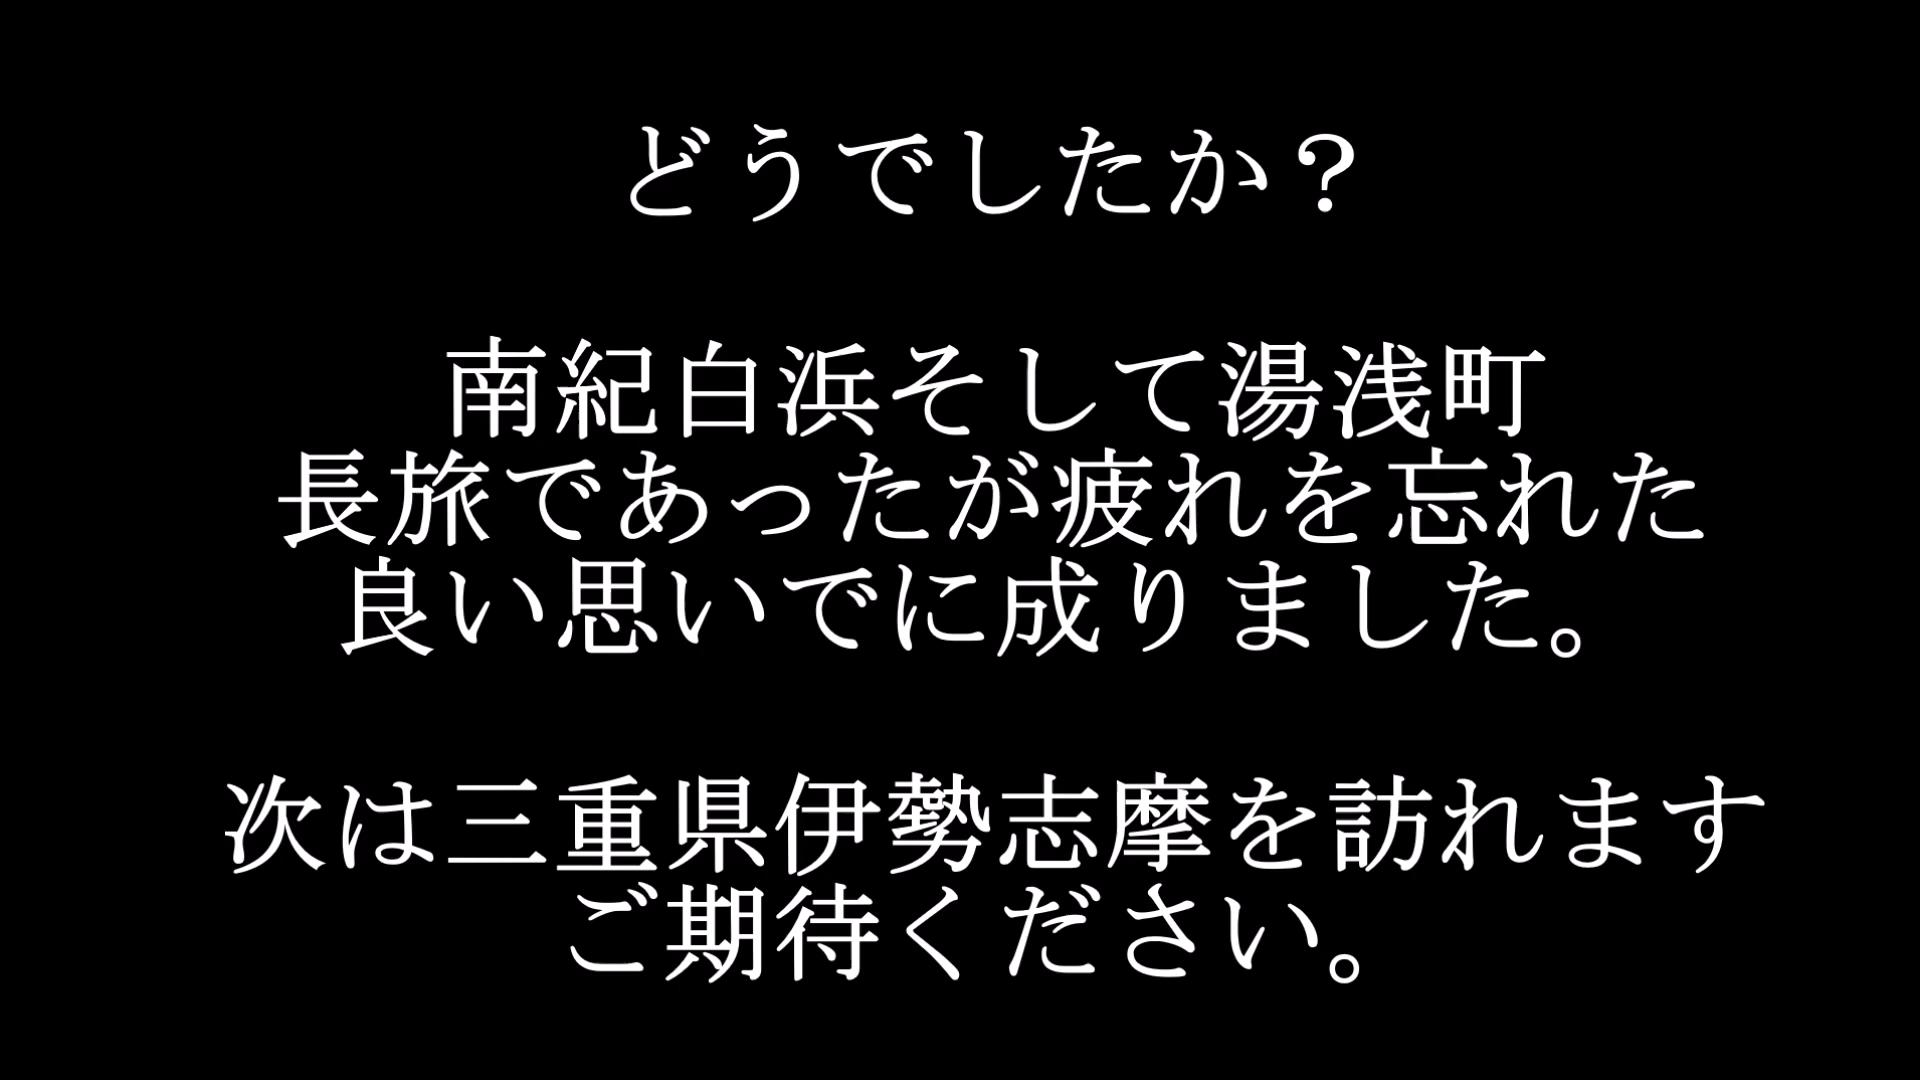 どうでしたか？
南紀白浜そして湯浅町
長旅であったが疲れを忘れた
良い思いでに成りました。
次は三重県伊勢志摩を訪れます
ご期待ください。